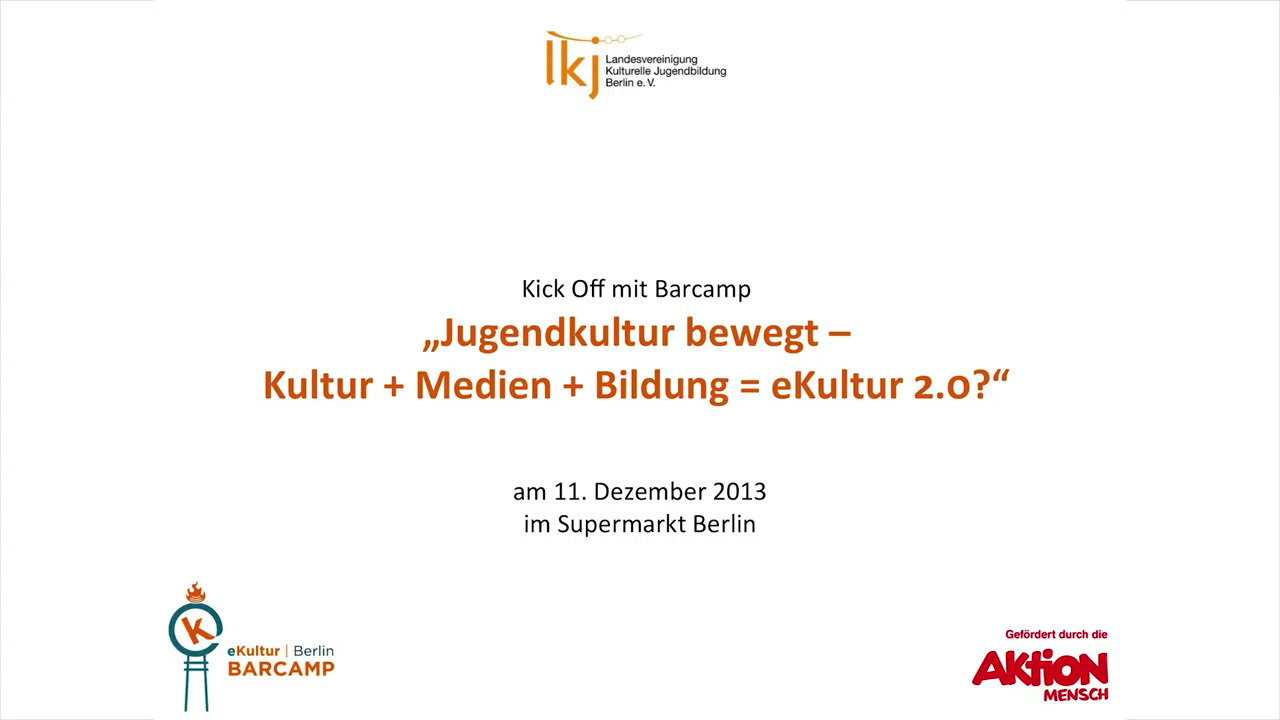 lkj
Landesvereinigung
Kulturelle Jugendbildung
Berlin e. V.
Kick Off mit Barcamp
„Jugendkultur bewegt –
Kultur + Medien + Bildung = eKultur 2.0?“
am 11. Dezember 2013
im Supermarkt Berlin
K
eKultur | Berlin
BARCAMP
Gefördert durch die
AKTION
MENSCH